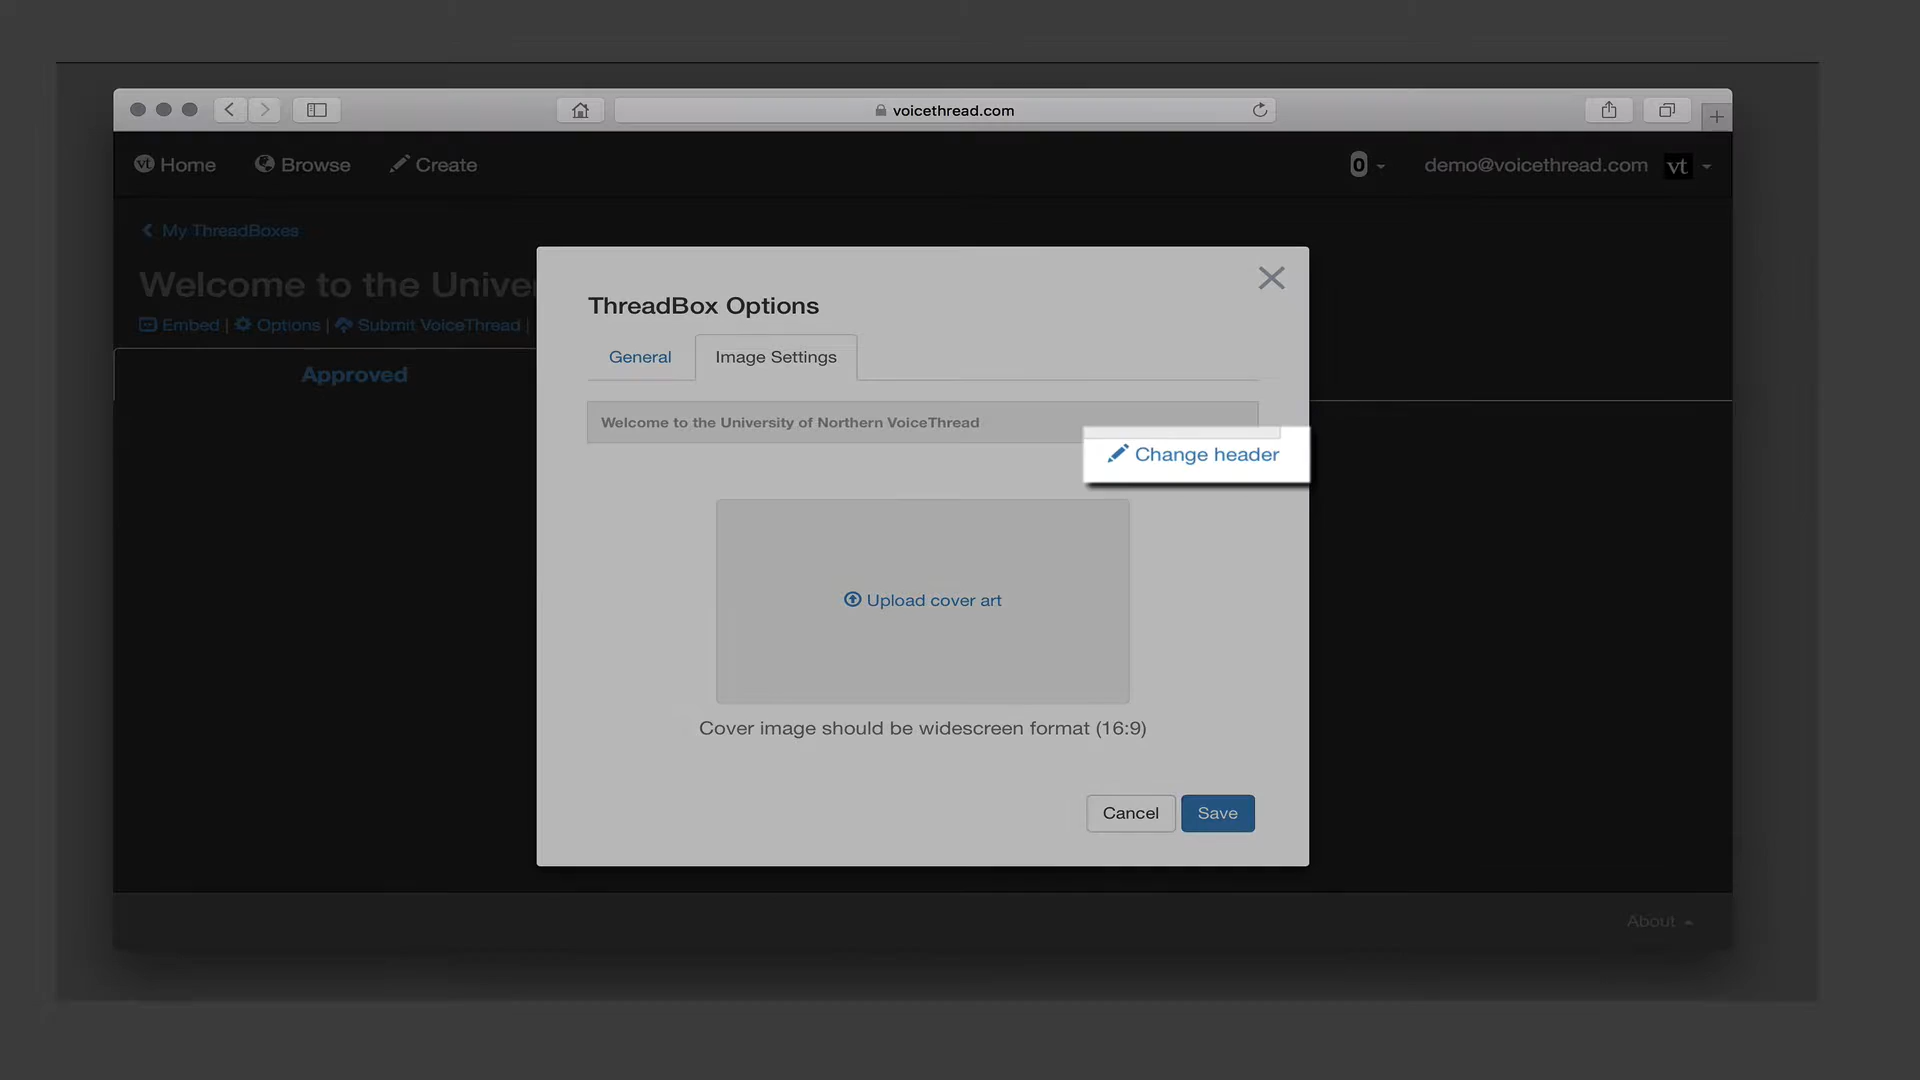 voicethread.com
Home Browse Create 0 demo@voicethread.com vt
My ThreadBoxes
Welcome to the Unive
Embed | Options | Submit VoiceThread |
Approved
ThreadBox Options
General Image Settings
Welcome to the University of Northern VoiceThread
Change header
Upload cover art
Cover image should be widescreen format (16:9)
Cancel Save
About